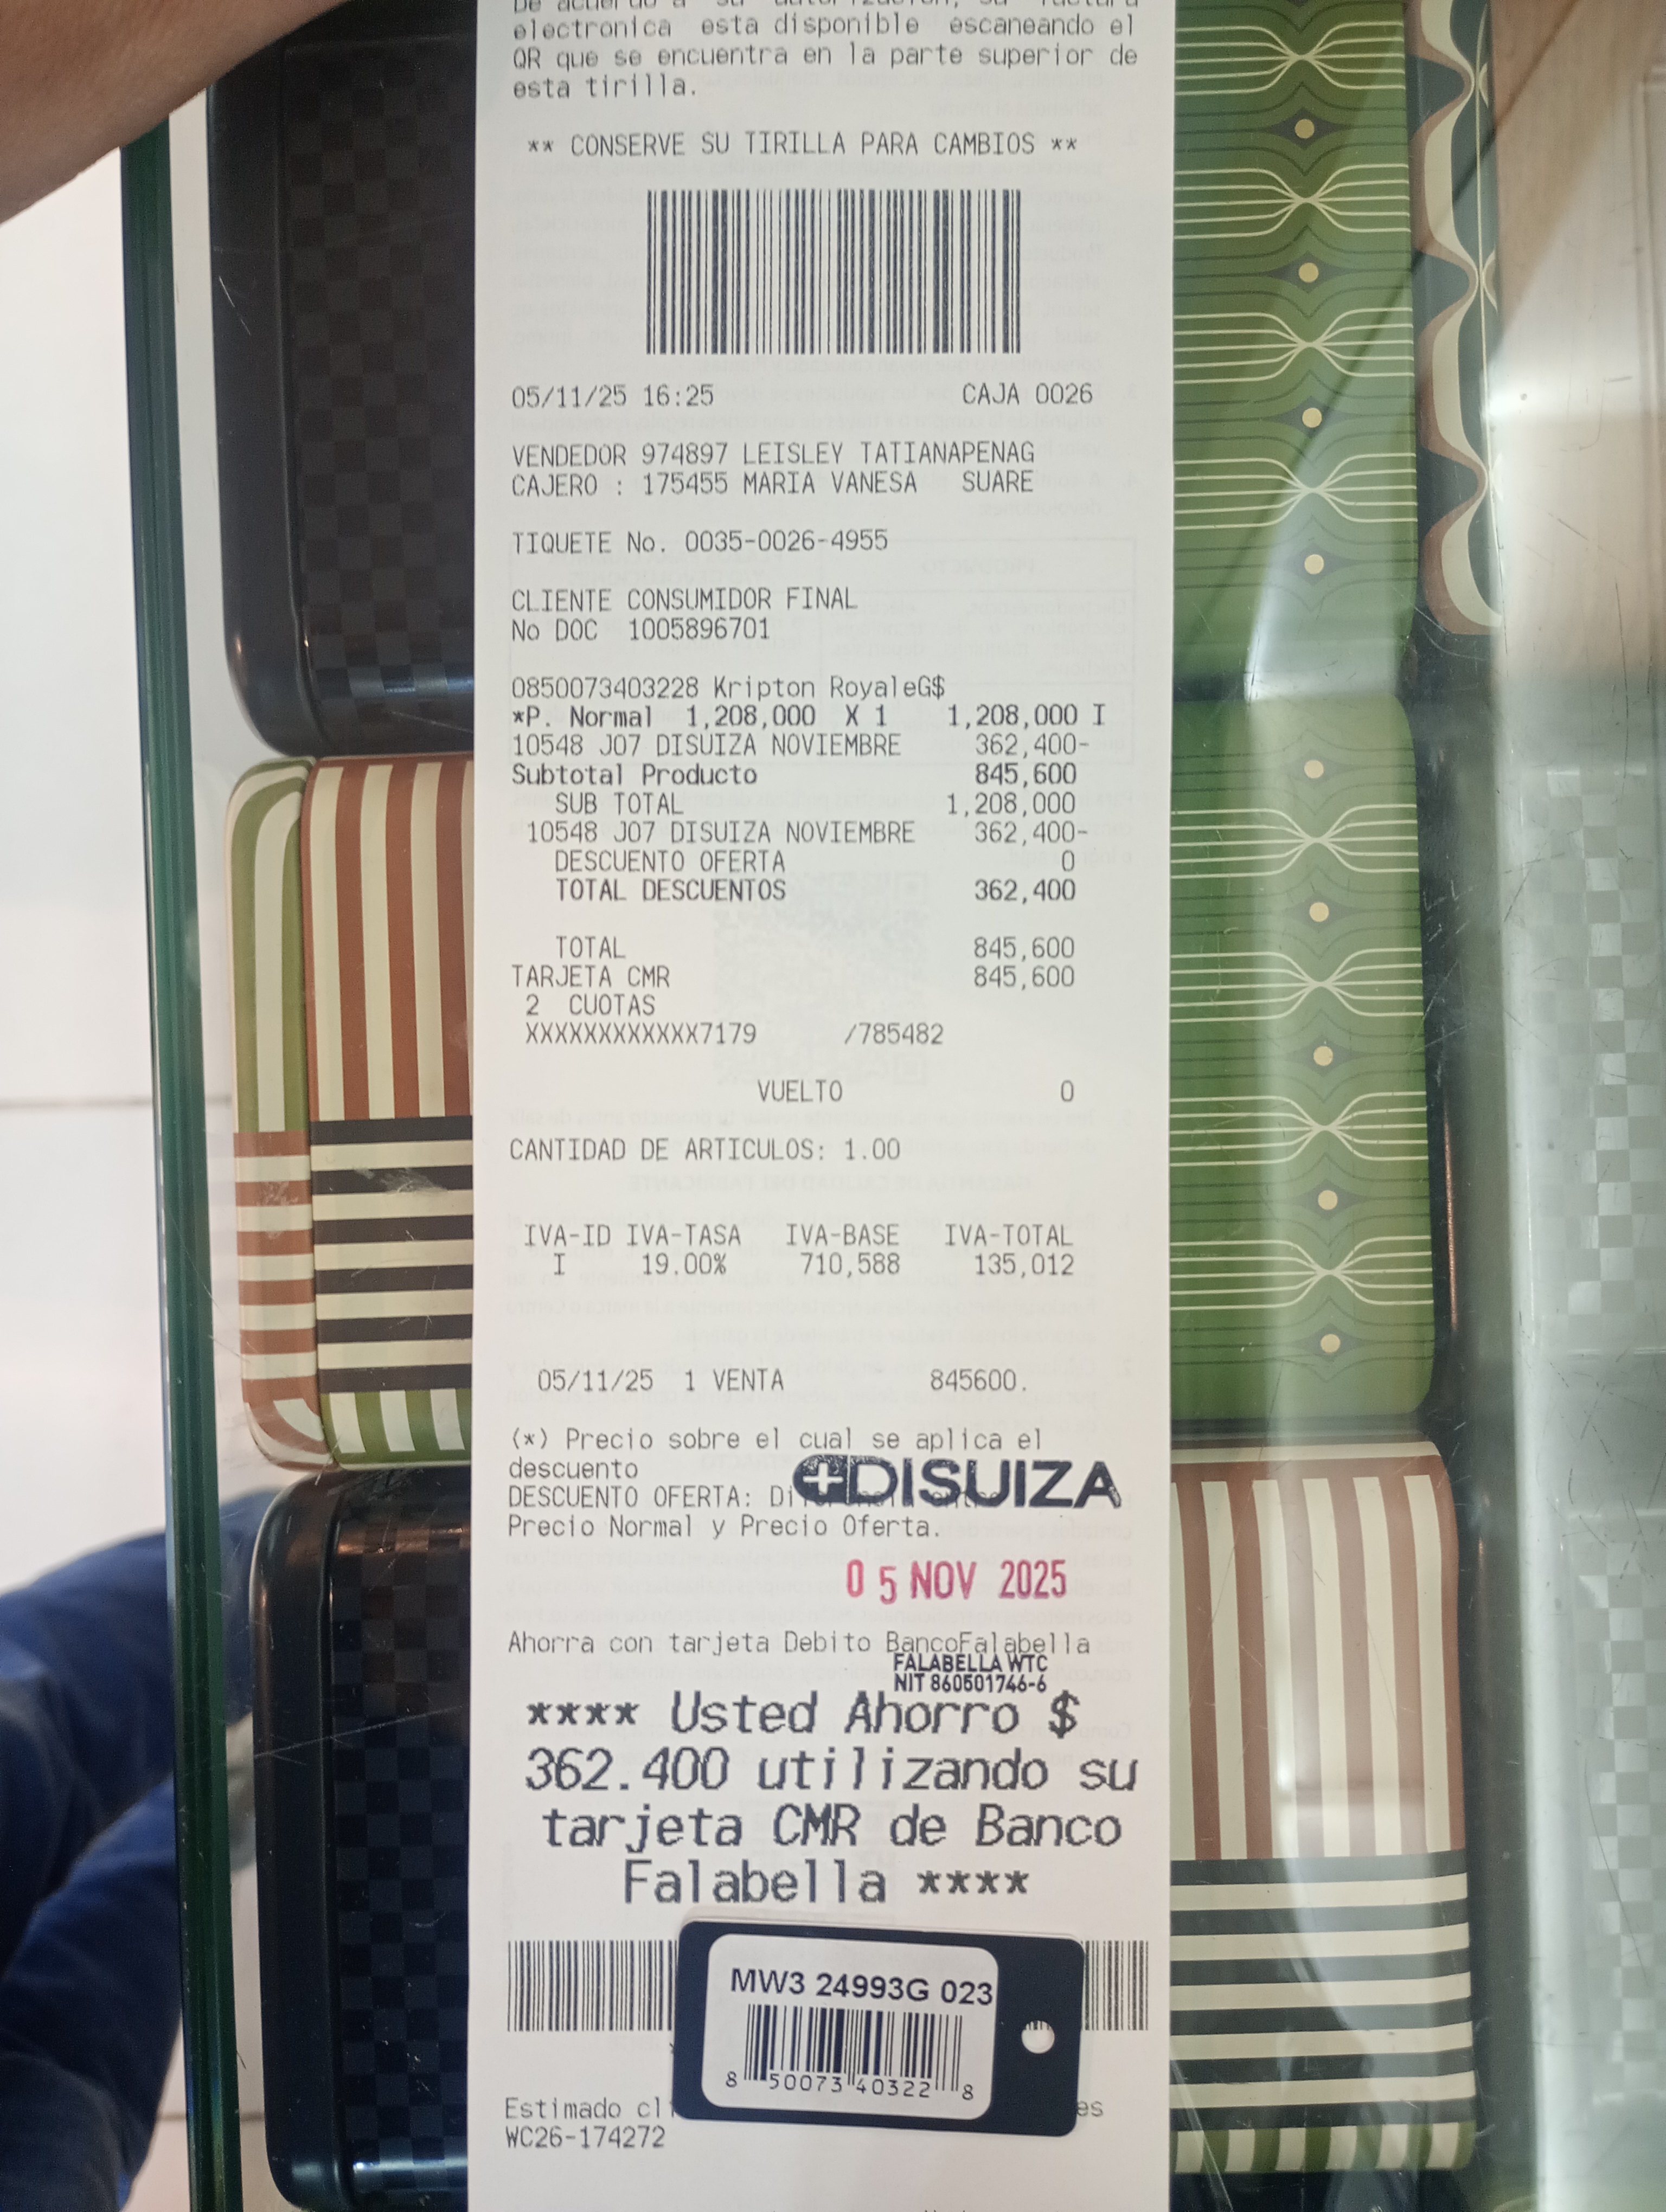 De acuerdo a su autorizacion, su factura
electronica esta disponible escaneando el
QR que se encuentra en la parte superior de
esta tirilla.
** CONSERVE SU TIRILLA PARA CAMBIOS **
05/11/25 16:25 CAJA 0026
VENDEDOR 974897 LEISLEY TATIANAPENAG
CAJERO : 175455 MARIA VANESA SUARE
TIQUETE No. 0035-0026-4955
CLIENTE CONSUMIDOR FINAL
No DOC 1005896701
0850073403228 Kripton RoyaleG$
*P. Normal 1,208,000 X 1 1,208,000 I
10548 J07 DISUIZA NOVIEMBRE 362,400-
Subtotal Producto 845,600
SUB TOTAL 1,208,000
10548 J07 DISUIZA NOVIEMBRE 362,400-
DESCUENTO OFERTA 0
TOTAL DESCUENTOS 362,400
TOTAL 845,600
TARJETA CMR 845,600
2 CUOTAS
XXXXXXXXXXXX7179 /785482
VUELTO 0
CANTIDAD DE ARTICULOS: 1.00
IVA-ID IVA-TASA IVA-BASE IVA-TOTAL
I 19.00% 710,588 135,012
05/11/25 1 VENTA 845600.
(*) Precio sobre el cual se aplica el
descuento
DISUIZA
DESCUENTO OFERTA:
Precio Normal y Precio Oferta.
05 NOV 2025
Ahorra con tarjeta Debito BancoFalabella
FALABELLA WTC
NIT 860501746-6
**** Usted Ahorro $
362.400 utilizando su
tarjeta CMR de Banco
Falabella ****
MW3 24993G 023
8 50073 40322 8
Estimado
WC26-174272